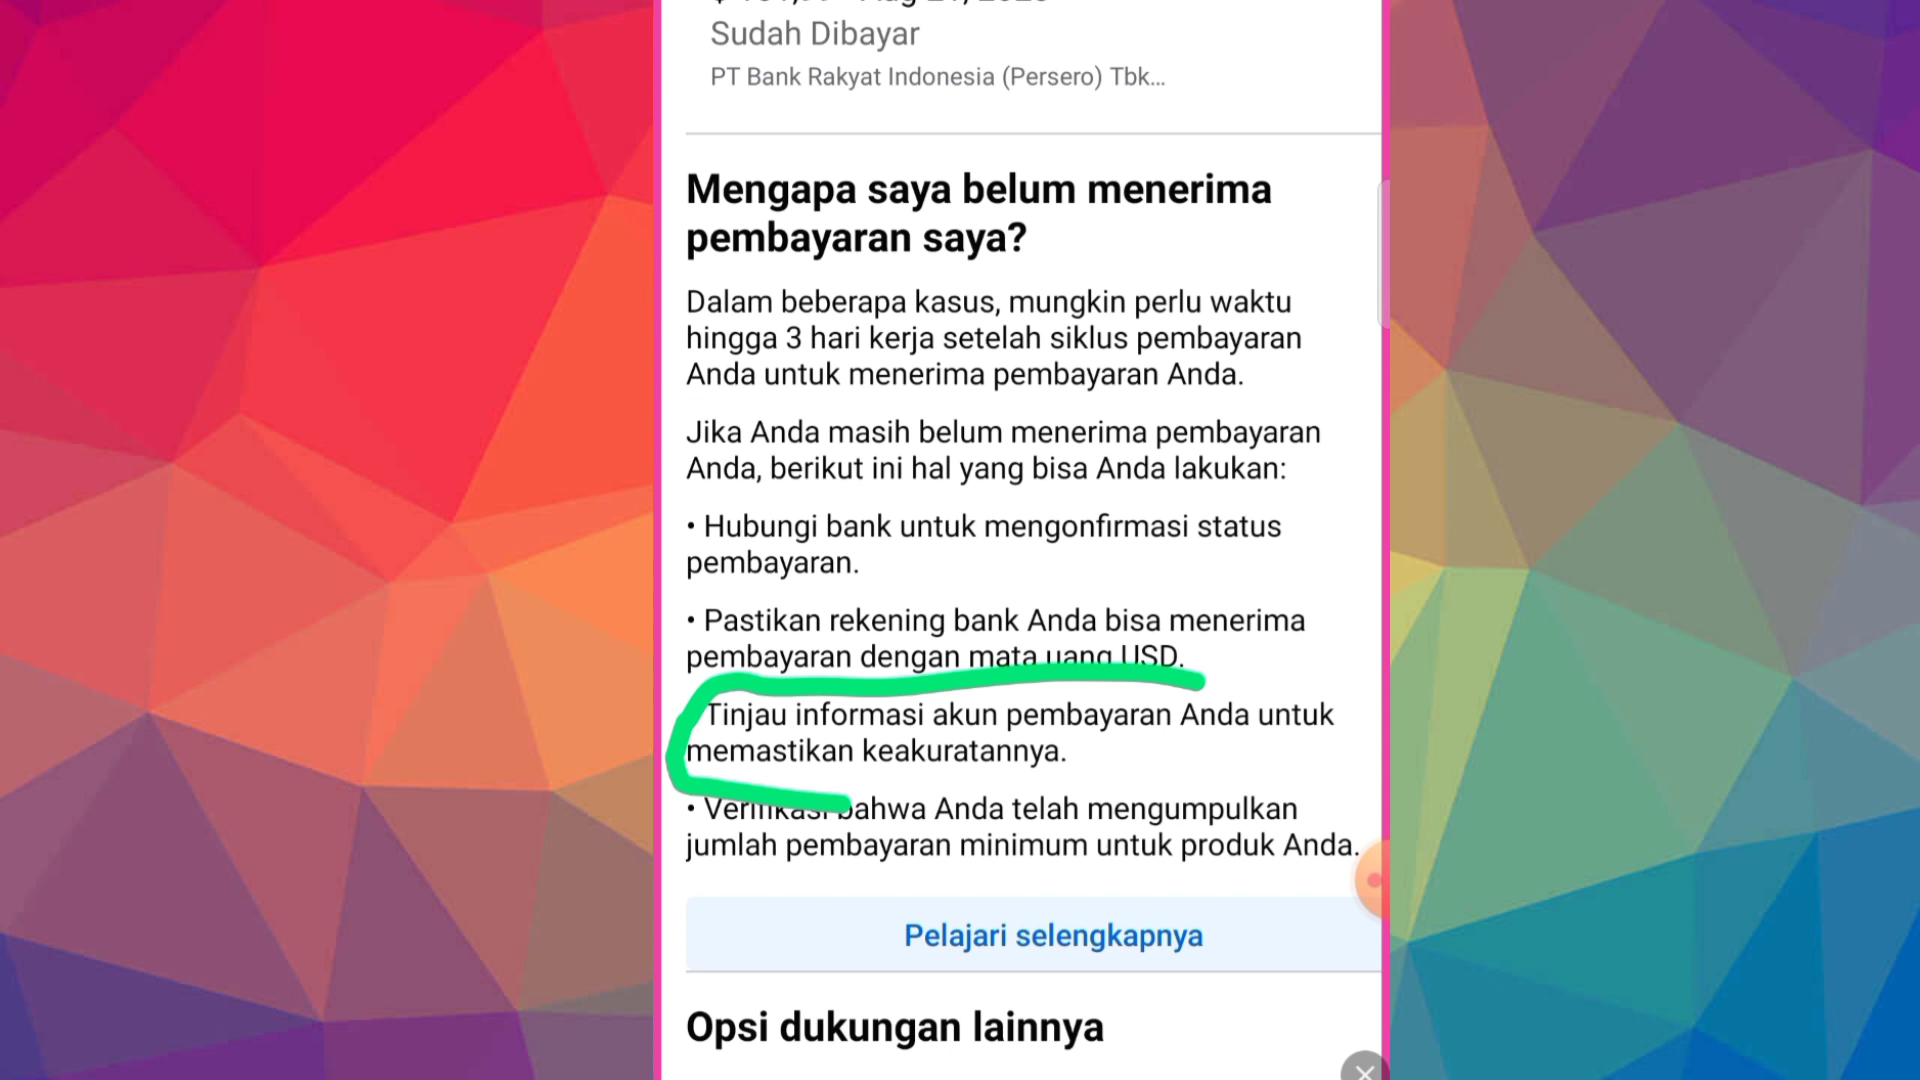 Sudah Dibayar
PT Bank Rakyat Indonesia (Persero) Tbk...
Mengapa saya belum menerima
pembayaran saya?
Dalam beberapa kasus, mungkin perlu waktu
hingga 3 hari kerja setelah siklus pembayaran
Anda untuk menerima pembayaran Anda.
Jika Anda masih belum menerima pembayaran
Anda, berikut ini hal yang bisa Anda lakukan:
• Hubungi bank untuk mengonfirmasi status
pembayaran.
• Pastikan rekening bank Anda bisa menerima
pembayaran dengan mata uang USD.
Tinjau informasi akun pembayaran Anda untuk
memastikan keakuratannya.
• Verifikasi bahwa Anda telah mengumpulkan
jumlah pembayaran minimum untuk produk Anda.
Pelajari selengkapnya
Opsi dukungan lainnya